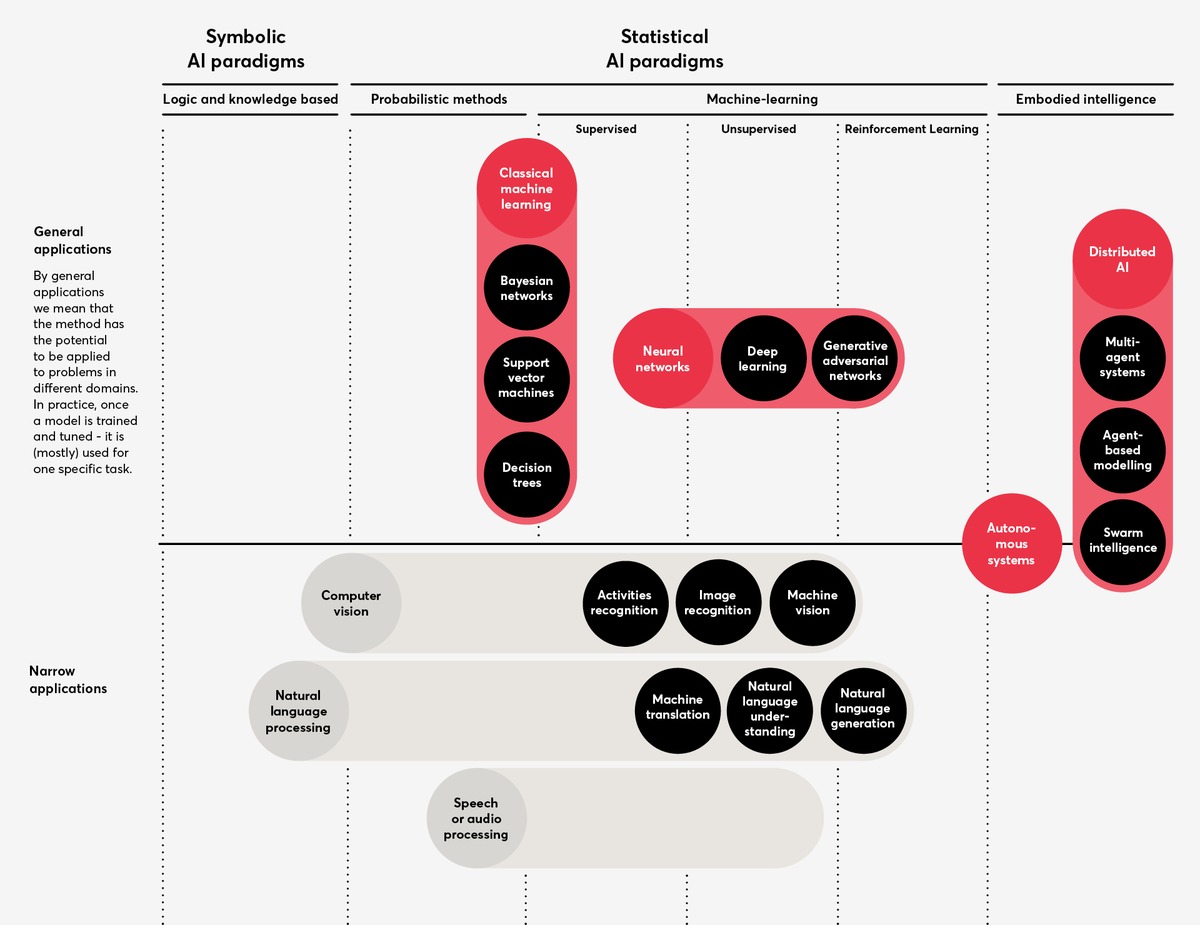 Symbolic
AI paradigms
Statistical
AI paradigms
Logic and knowledge based
Probabilistic methods
Machine-learning
Embodied intelligence
Supervised
Unsupervised
Reinforcement Learning
General
applications
By general
applications
we mean that
the method has
the potential
to be applied
to problems in
different domains.
In practice, once
a model is trained
and tuned - it is
(mostly) used for
one specific task.
Classical
machine
learning
Bayesian
networks
Support
vector
machines
Decision
trees
Neural
networks
Deep
learning
Generative
adversarial
networks
Distributed
AI
Multi-
agent
systems
Agent-
based
modelling
Swarm
intelligence
Autono-
mous
systems
Narrow
applications
Computer
vision
Activities
recognition
Image
recognition
Machine
vision
Natural
language
processing
Machine
translation
Natural
language
under-
standing
Natural
language
generation
Speech
or audio
processing